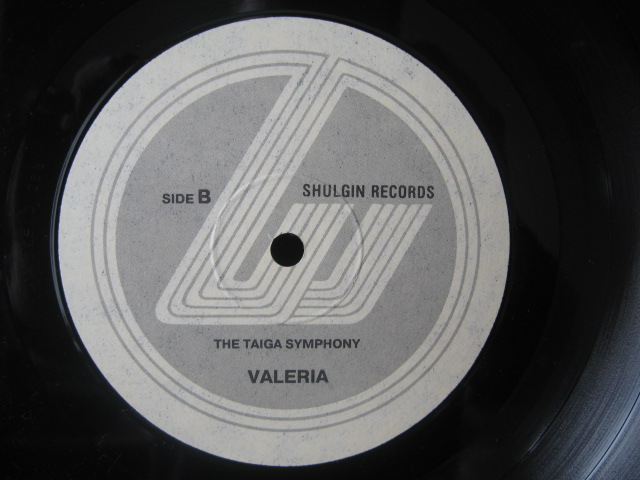 SIDE B
SHULGIN RECORDS
THE TAIGA SYMPHONY
VALERIA